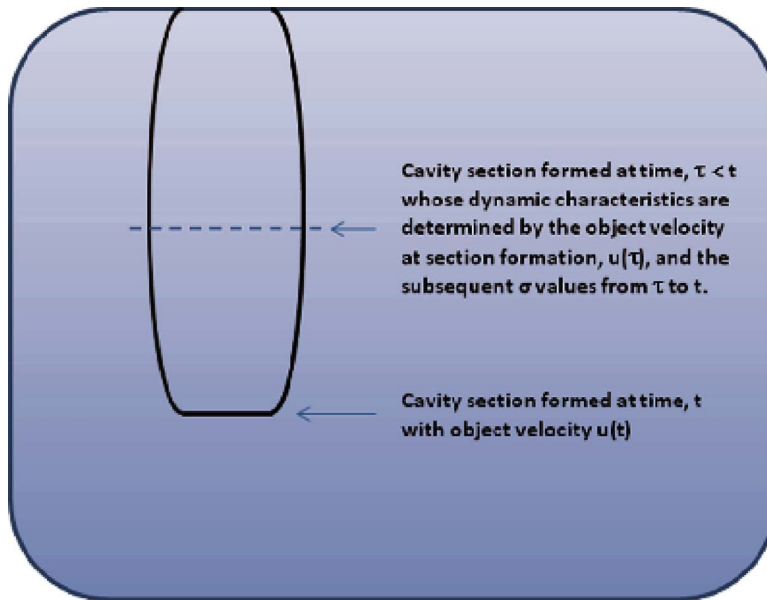 Cavity section formed at time, τ < t
whose dynamic characteristics are
determined by the object velocity
at section formation, u(τ), and the
subsequent σ values from τ to t.
Cavity section formed at time, t
with object velocity u(t)